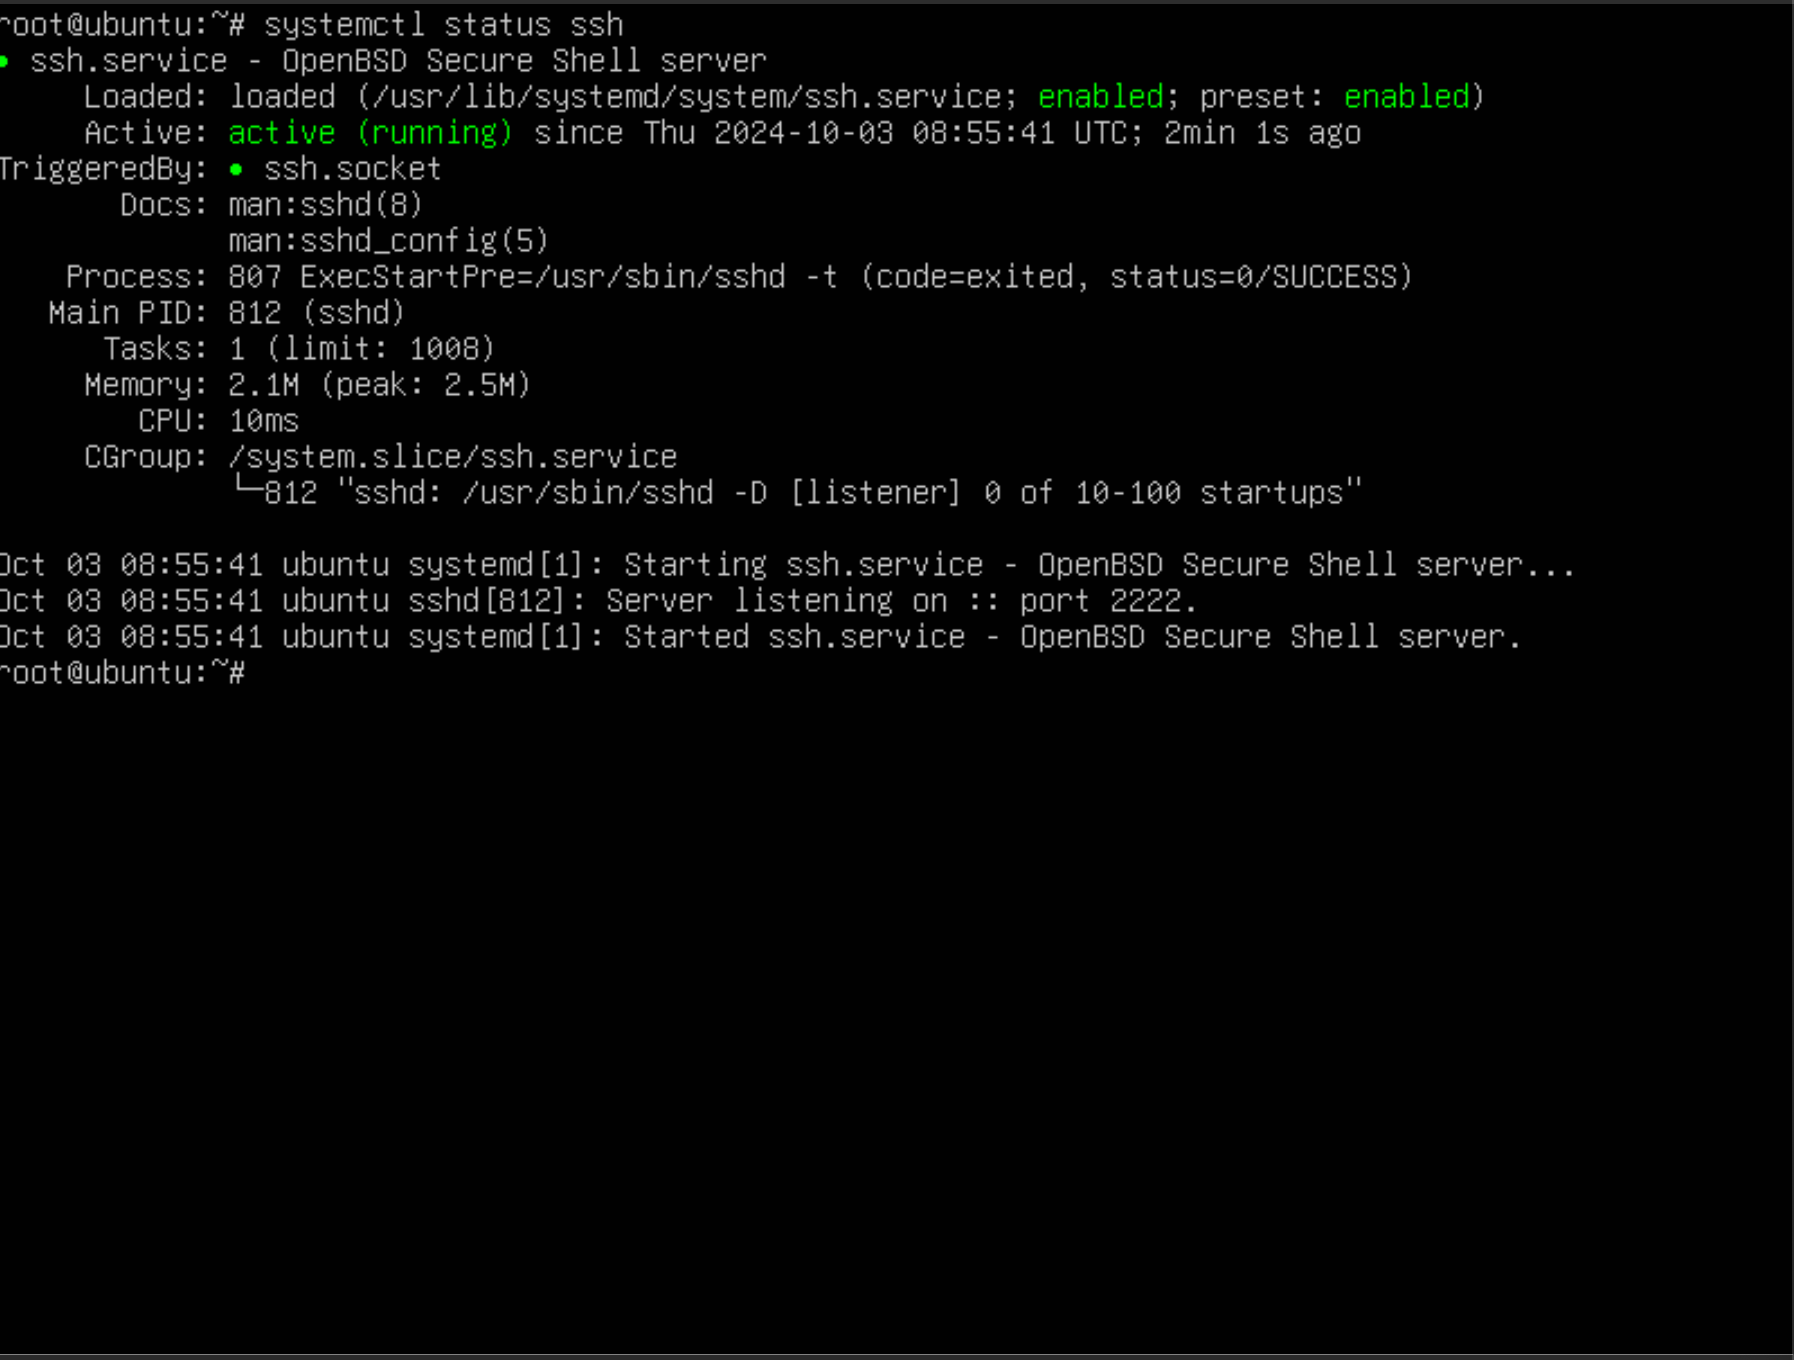 root@ubuntu:~# systemctl status ssh
● ssh.service - OpenBSD Secure Shell server
     Loaded: loaded (/usr/lib/systemd/system/ssh.service; enabled; preset: enabled)
     Active: active (running) since Thu 2024-10-03 08:55:41 UTC; 2min 1s ago
TriggeredBy: ● ssh.socket
       Docs: man:sshd(8)
             man:sshd_config(5)
    Process: 807 ExecStartPre=/usr/sbin/sshd -t (code=exited, status=0/SUCCESS)
   Main PID: 812 (sshd)
      Tasks: 1 (limit: 1008)
     Memory: 2.1M (peak: 2.5M)
        CPU: 10ms
     CGroup: /system.slice/ssh.service
             └─812 "sshd: /usr/sbin/sshd -D [listener] 0 of 10-100 startups"

Oct 03 08:55:41 ubuntu systemd[1]: Starting ssh.service - OpenBSD Secure Shell server...
Oct 03 08:55:41 ubuntu sshd[812]: Server listening on :: port 2222.
Oct 03 08:55:41 ubuntu systemd[1]: Started ssh.service - OpenBSD Secure Shell server.
root@ubuntu:~#